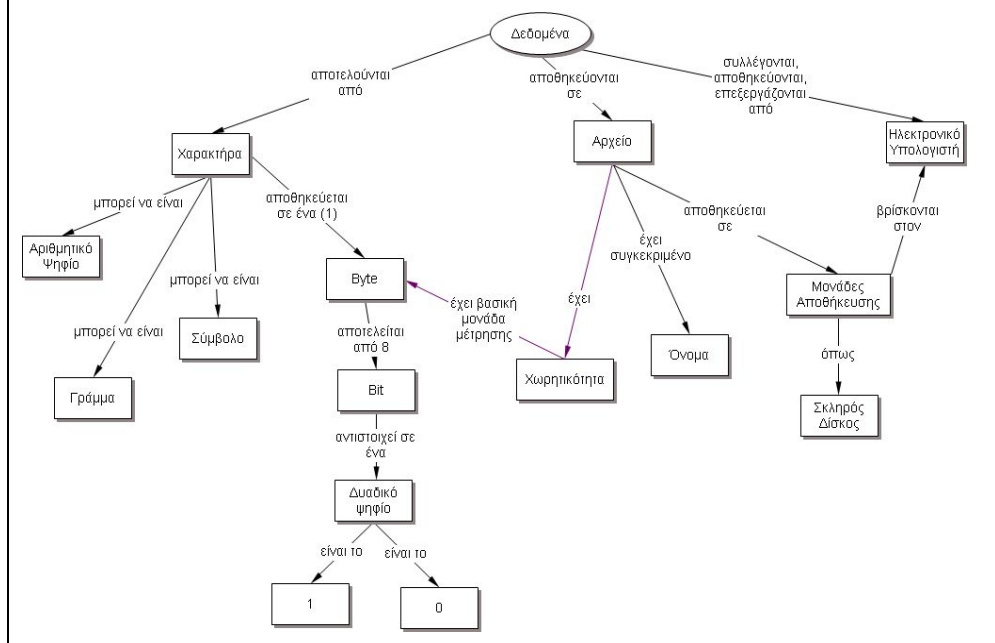 Δεδομένα
αποτελούνται
από
αποθηκεύονται
σε
συλλέγονται,
αποθηκεύονται,
επεξεργάζονται
από
Χαρακτήρα
Αρχείο
Ηλεκτρονικό
Υπολογιστή
μπορεί να είναι
αποθηκεύεται
σε ένα (1)
αποθηκεύεται
σε
βρίσκονται
στον
Αριθμητικό
Ψηφίο
έχει
συγκεκριμένο
μπορεί να είναι
Byte
έχει βασική
μονάδα
μέτρησης
έχει
Μονάδες
Αποθήκευσης
μπορεί να είναι
Σύμβολο
αποτελείται
από 8
Όνομα
όπως
Γράμμα
Bit
Χωρητικότητα
Σκληρός
Δίσκος
αντιστοιχεί σε
ένα
Δυαδικό
ψηφίο
είναι το
είναι το
1
0